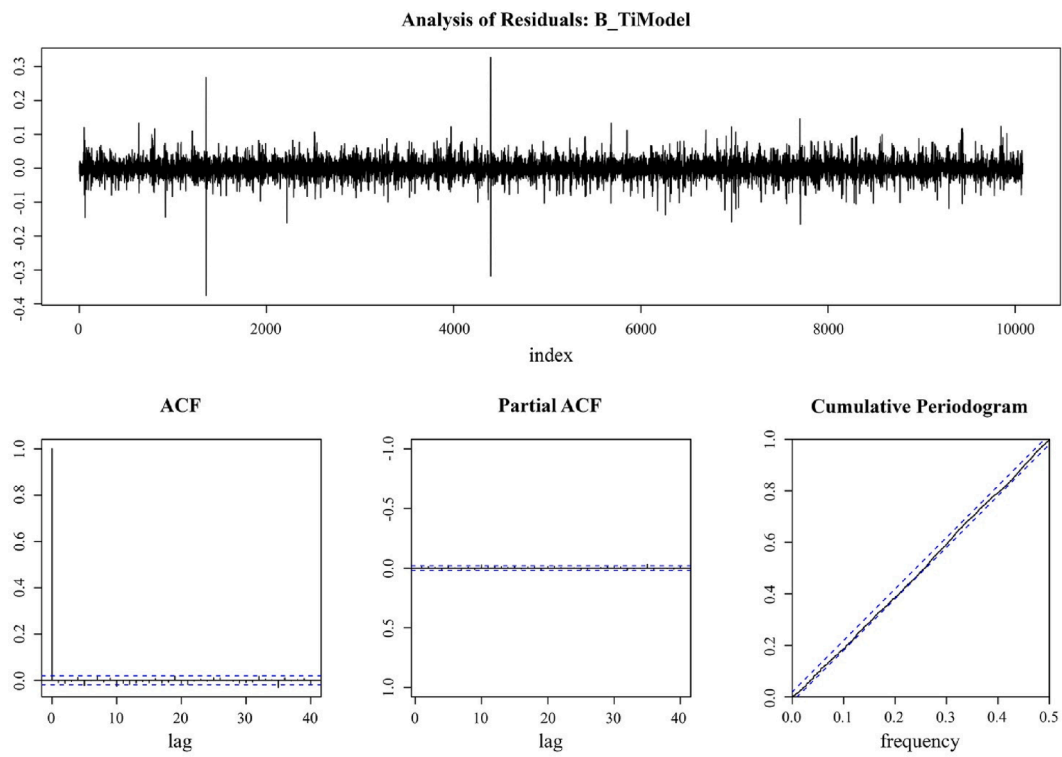 Analysis of Residuals: B_TiModel
0.3
0.2
0.1
0.0
-0.1
-0.2
-0.3
-0.4
0 2000 4000 6000 8000 10000
index
ACF
1.0
0.8
0.6
0.4
0.2
0.0
0 10 20 30 40
lag
Partial ACF
-1.0
-0.5
0.0
0.5
1.0
0 10 20 30 40
lag
Cumulative Periodogram
1.0
0.8
0.6
0.4
0.2
0.0
0.0 0.1 0.2 0.3 0.4 0.5
frequency